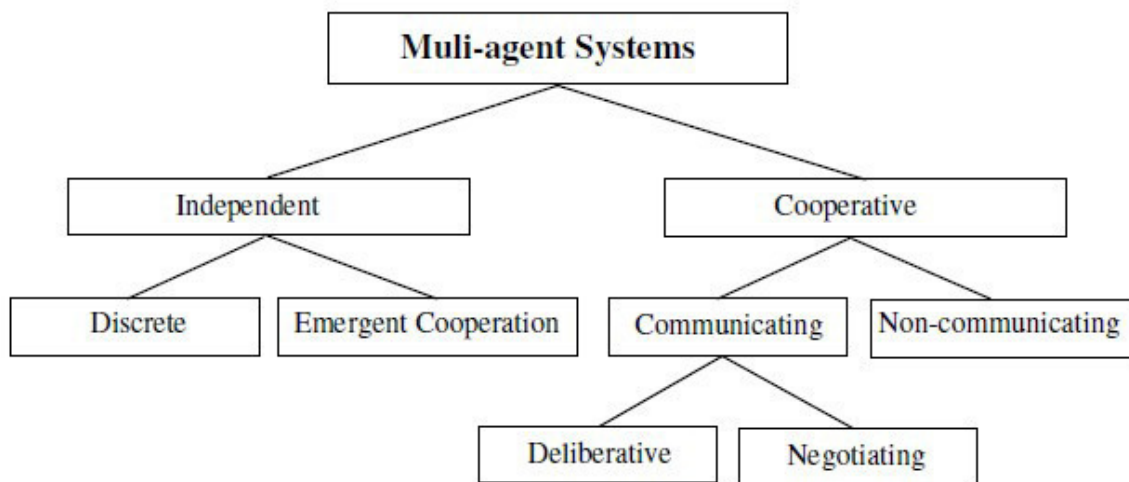 Muli-agent Systems
Independent
Cooperative
Discrete
Emergent Cooperation
Communicating
Non-communicating
Deliberative
Negotiating